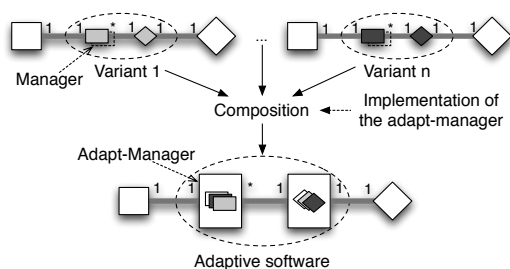 1 1 * 1 1
...
1 1 * 1 1
Manager
Variant 1
Variant n
Composition
Implementation of
the adapt-manager
Adapt-Manager
1 1 * 1 1 1
Adaptive software